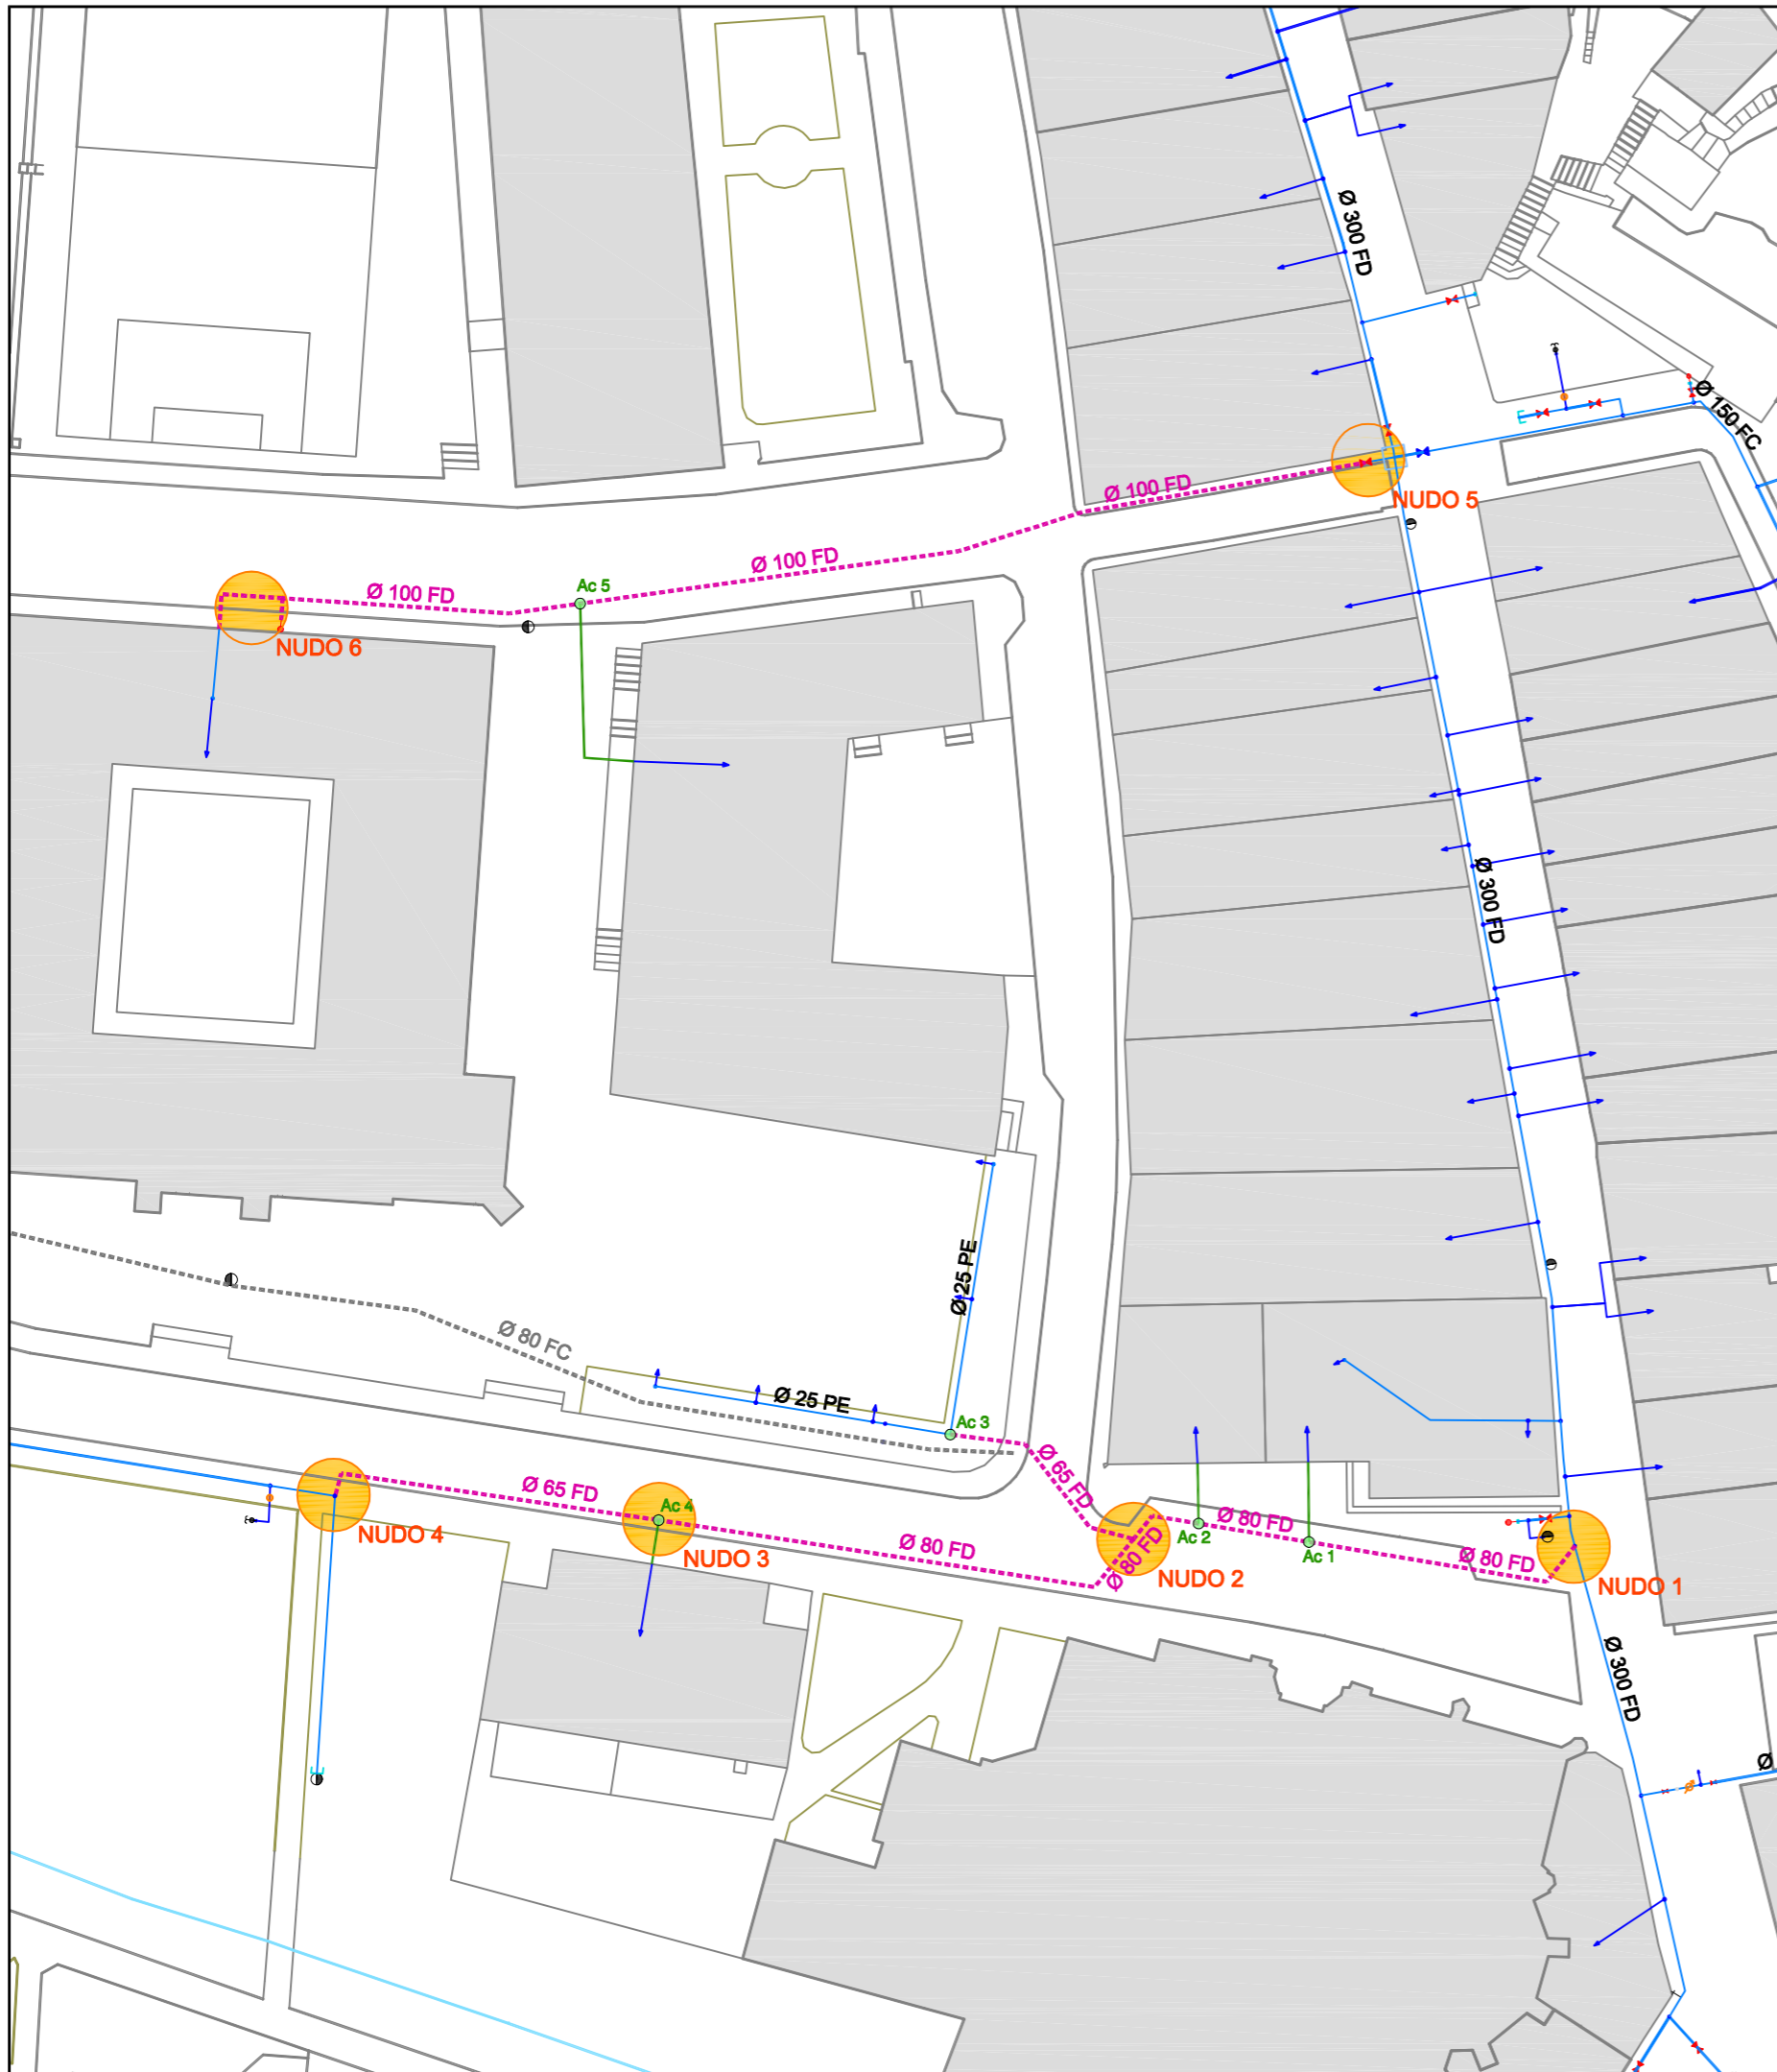 Ø 300 FD
Ø 150 FC
Ø 100 FD
NUDO 5
Ø 100 FD
Ac 5
Ø 100 FD
NUDO 6
Ø 300 FD
Ø 25 PE
Ø 80 FC
Ø 25 PE
Ac 3
Ø 65 FD
Ø 65 FD
Ac 4
NUDO 4
NUDO 3
Ø 80 FD
Ø 80 FD
Ac 2
Ø 80 FD
Ac 1
Ø 80 FD
NUDO 2
NUDO 1
Ø 300 FD
Ø